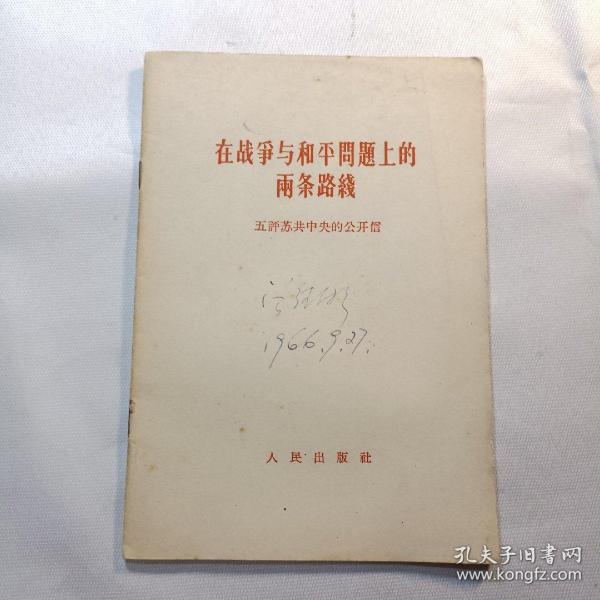 在战爭与和平問題上的
兩条路綫
五評苏共中央的公开信
1966.9.27.
人民出版社
孔夫子旧书网
www.kongfz.com